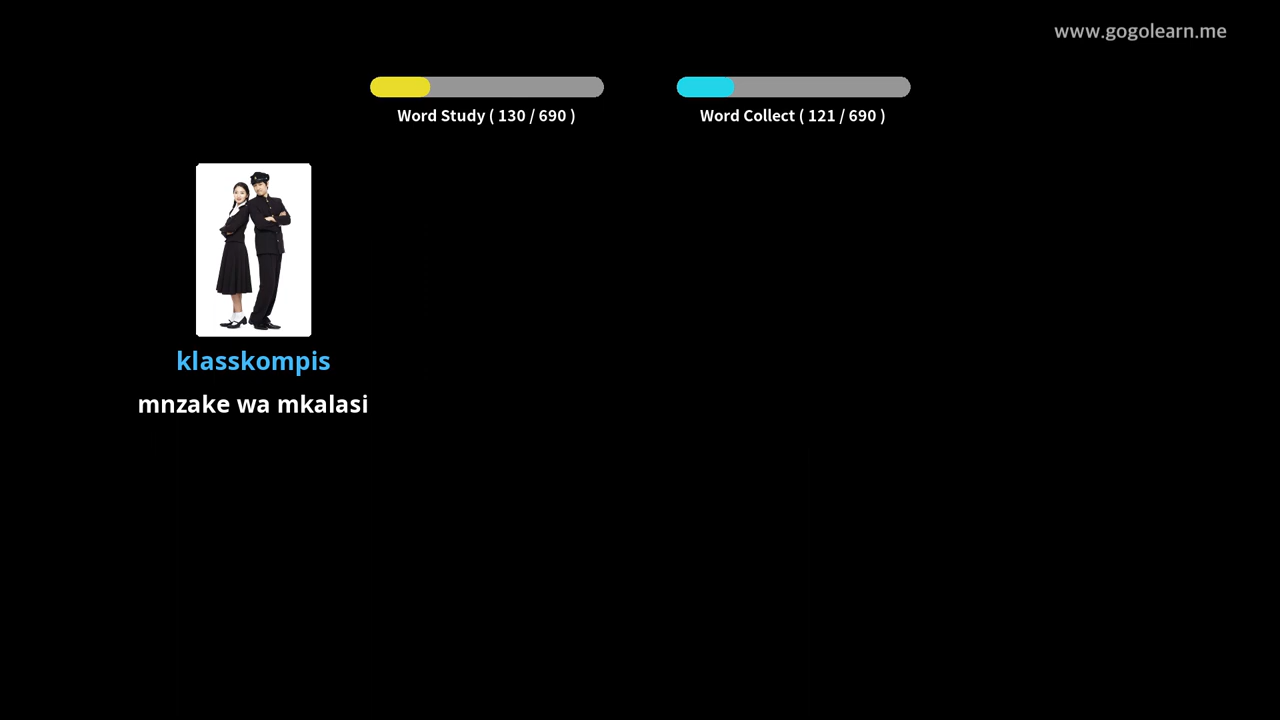 www.gogolearn.me
Word Study ( 130 / 690 )
Word Collect ( 121 / 690 )
klasskompis
mnzake wa mkalasi